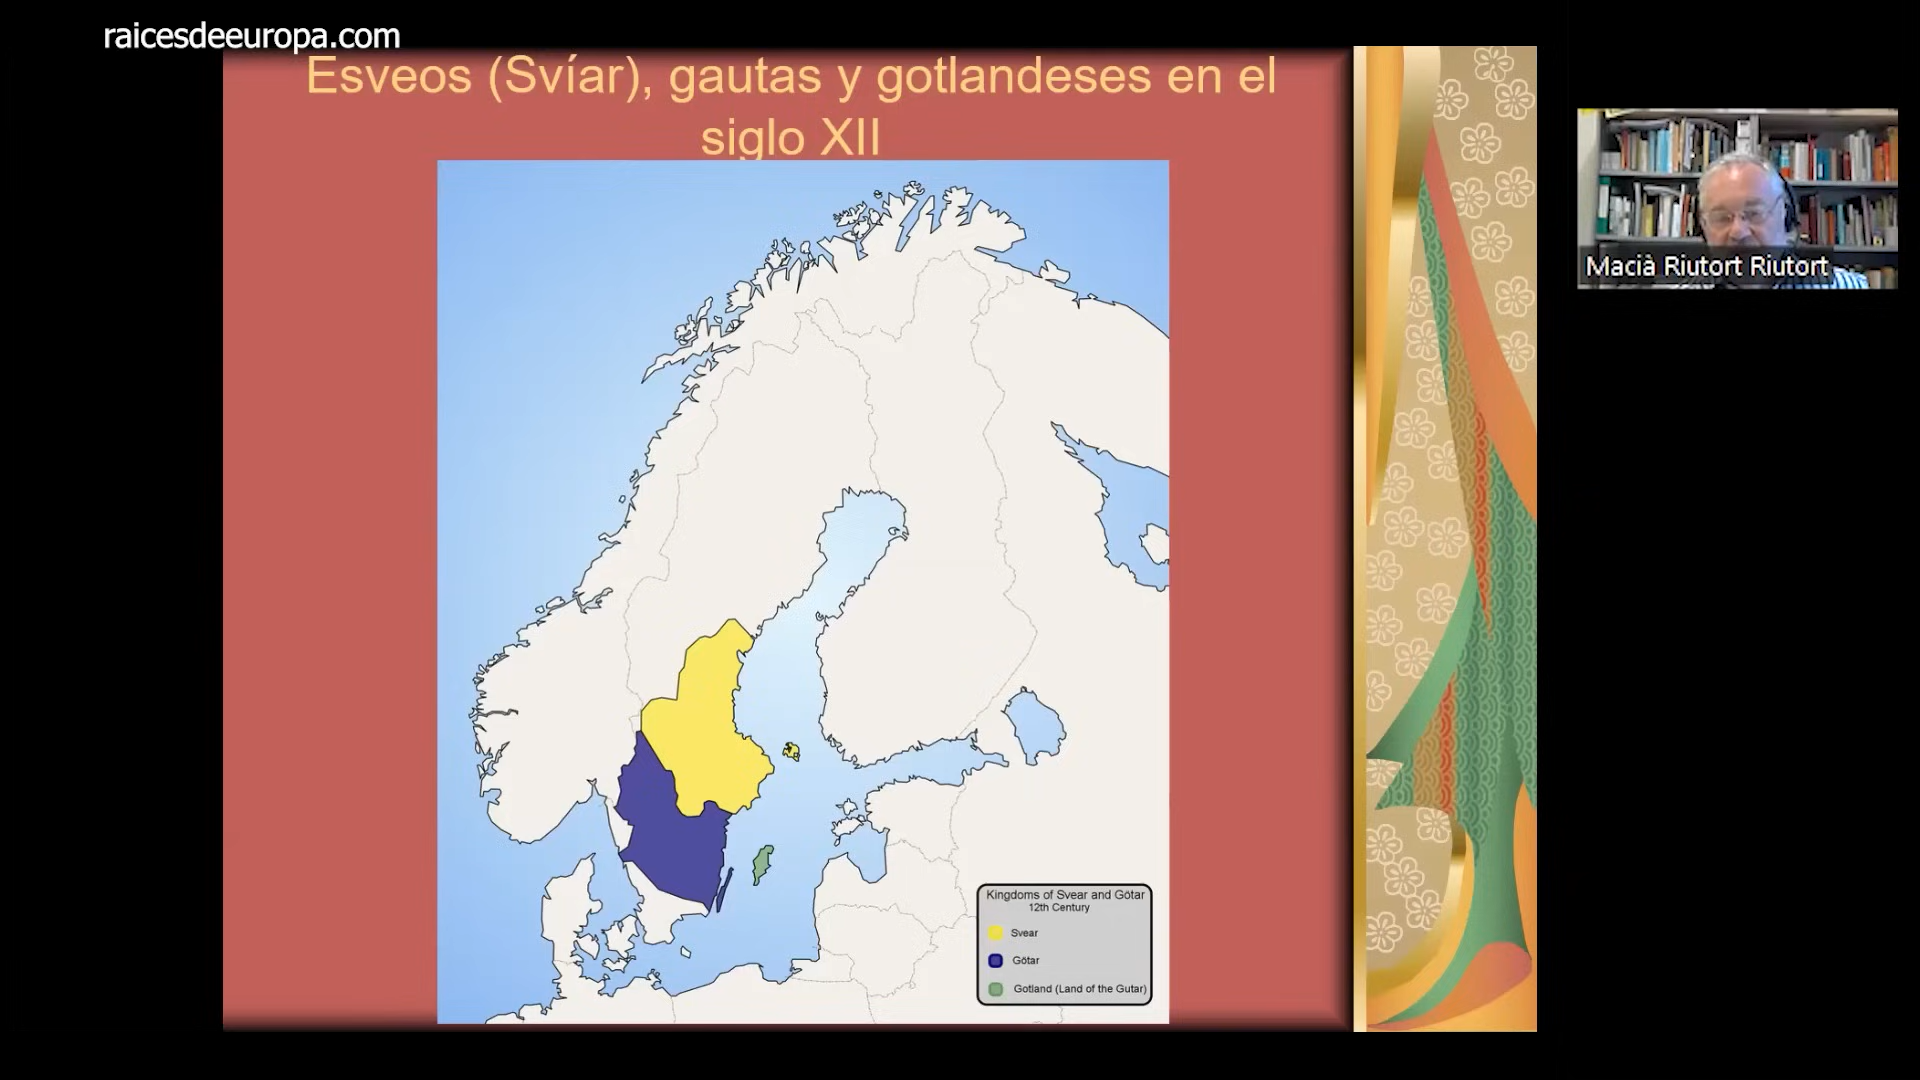 raicesdeeuropa.com
Esveos (Svíar), gautas y gotlandeses en el
siglo XII
Macià Riutort Riutort
Kingdoms of Svear and Götar
12th Century
Svear
Götar
Gotland (Land of the Gutar)